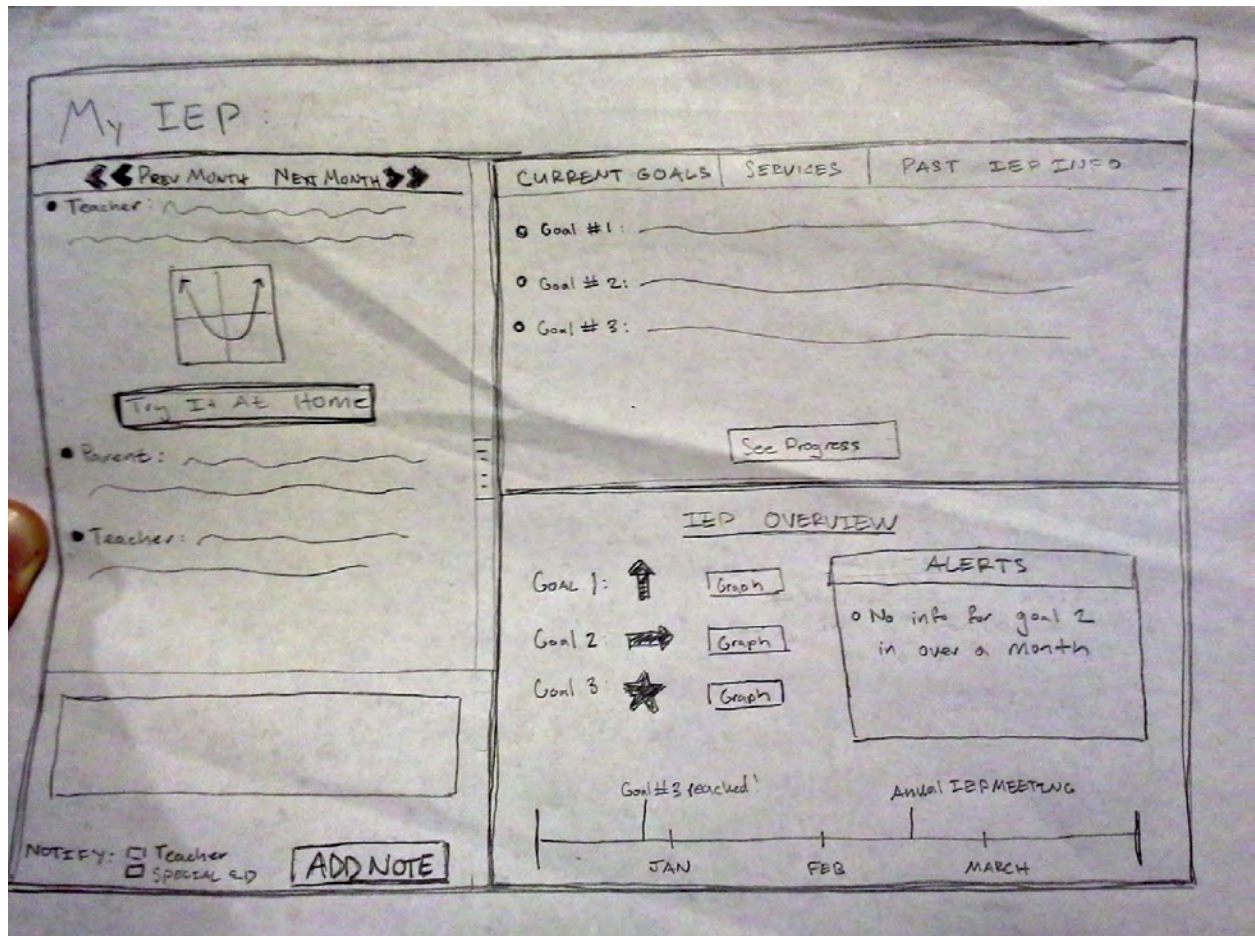 My IEP
PREV MONTH NEXT MONTH
Teacher:
Try It At Home
Parent:
Teacher:
NOTIFY: Teacher
SPECIAL ED
ADD NOTE
CURRENT GOALS SERVICES PAST IEP INFO
Goal #1:
Goal #2:
Goal #3:
See Progress
IEP OVERVIEW
GOAL 1: Graph
Goal 2 Graph
Goal 3 Graph
ALERTS
No info for goal 2
in over a month
Goal #3 reached! Annual IEP MEETING
JAN FEB MARCH